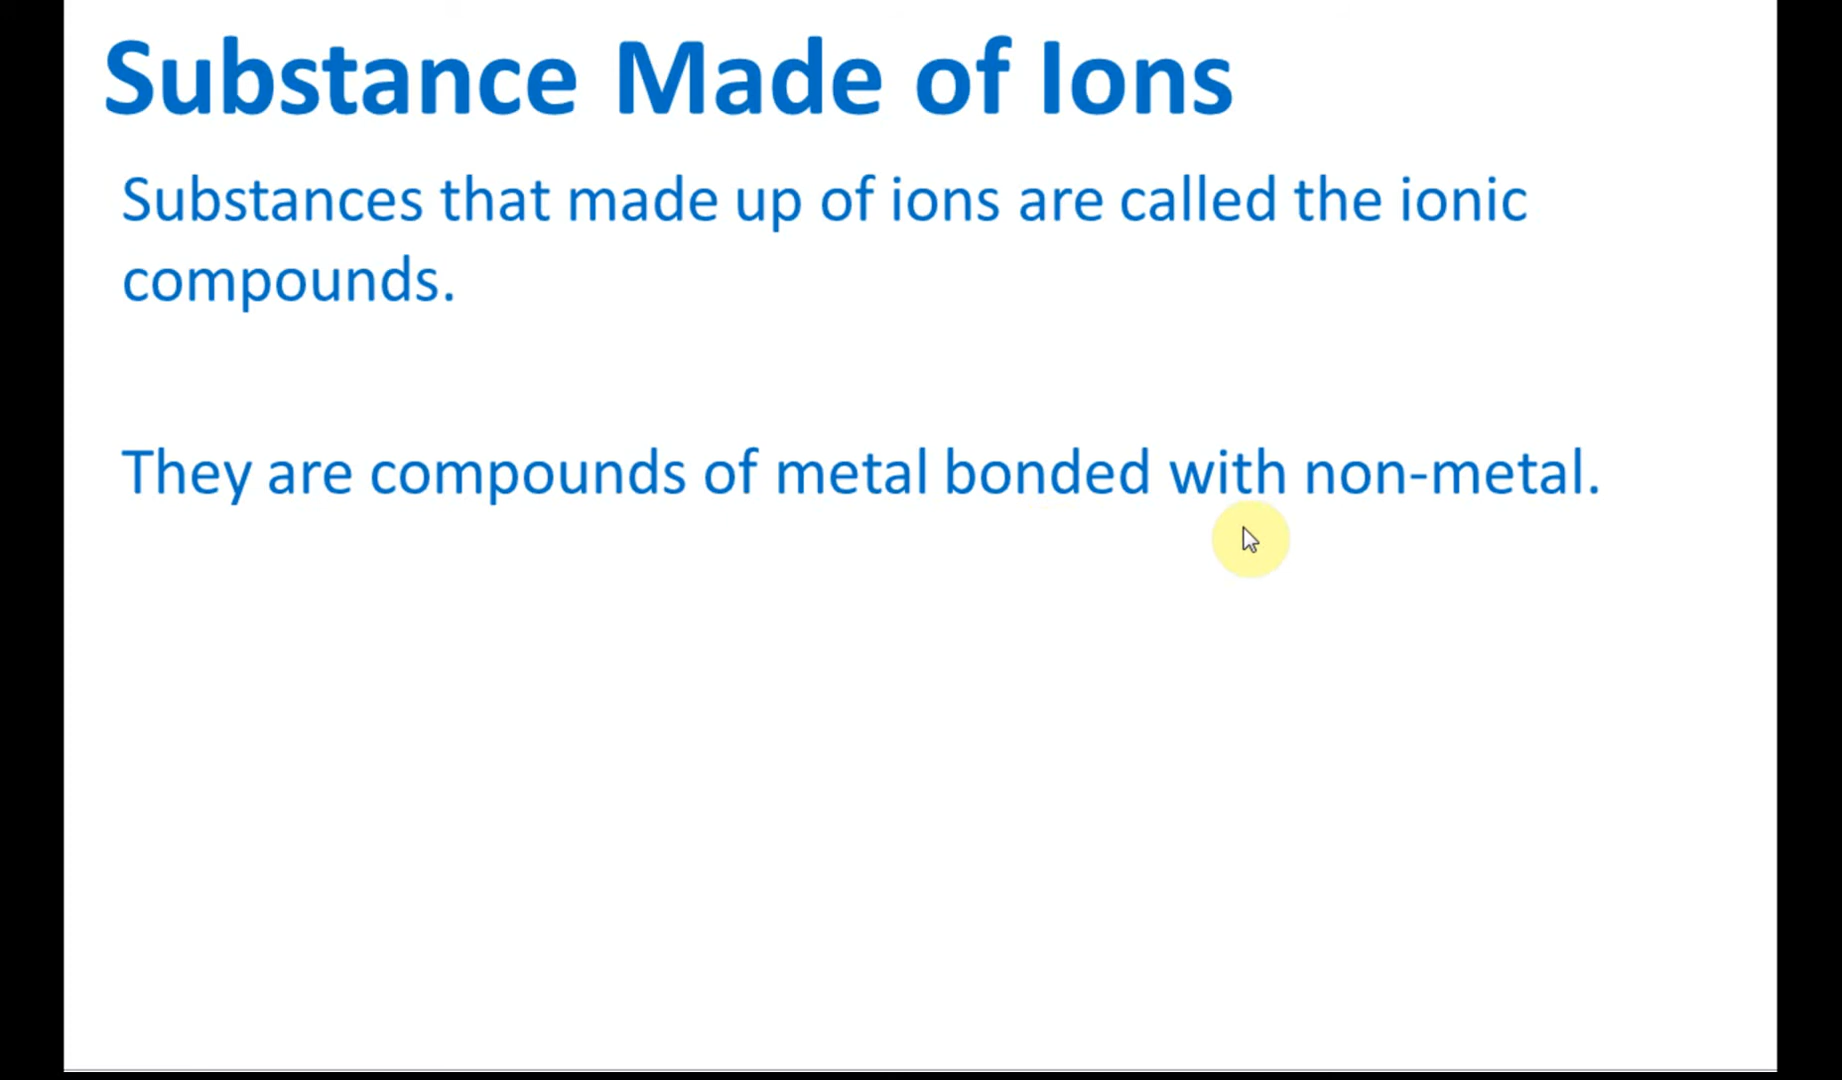 Substance Made of Ions
Substances that made up of ions are called the ionic
compounds.
They are compounds of metal bonded with non-metal.